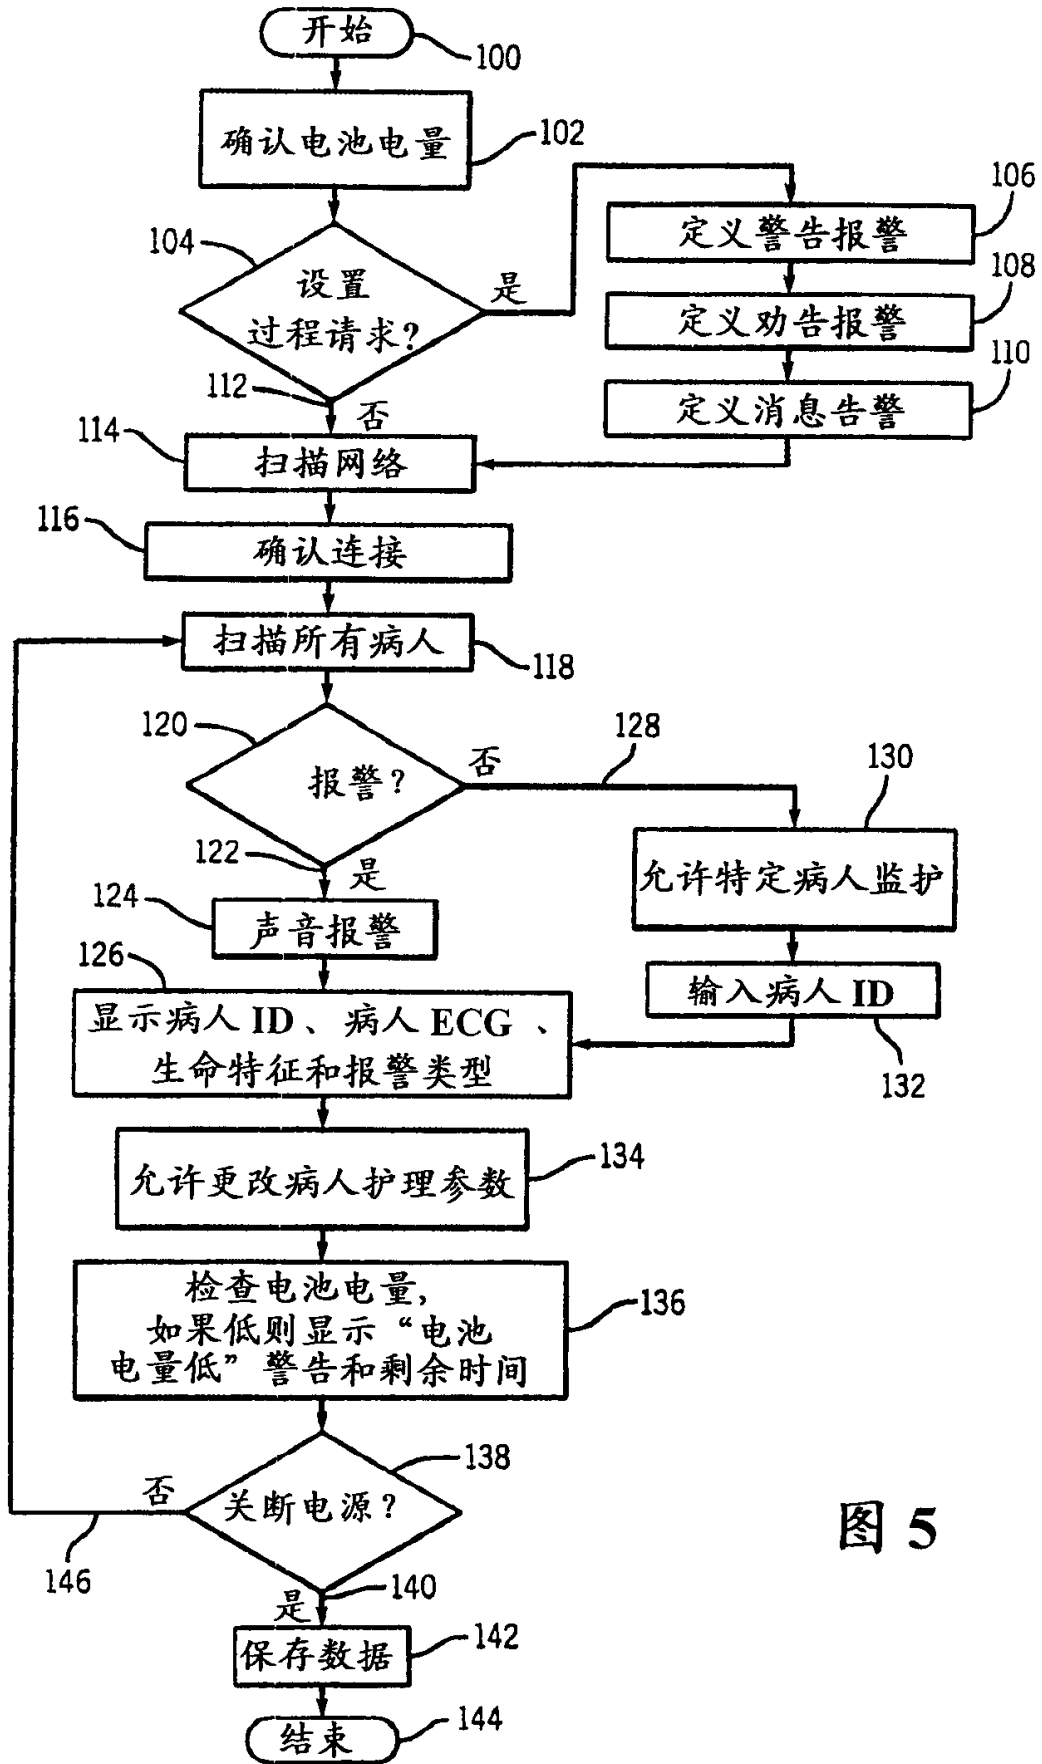 开始
100
确认电池电量
102
104
设置
过程请求?
是
106
定义警告报警
108
定义劝告报警
110
定义消息告警
112
否
114
扫描网络
116
确认连接
扫描所有病人
118
120
报警?
否
128
130
允许特定病人监护
122
是
124
声音报警
输入病人 ID
132
126
显示病人 ID、病人 ECG、
生命特征和报警类型
允许更改病人护理参数
134
检查电池电量,
如果低则显示“电池
电量低”警告和剩余时间
136
138
关断电源?
否
146
140
是
保存数据
142
结束
144
图 5